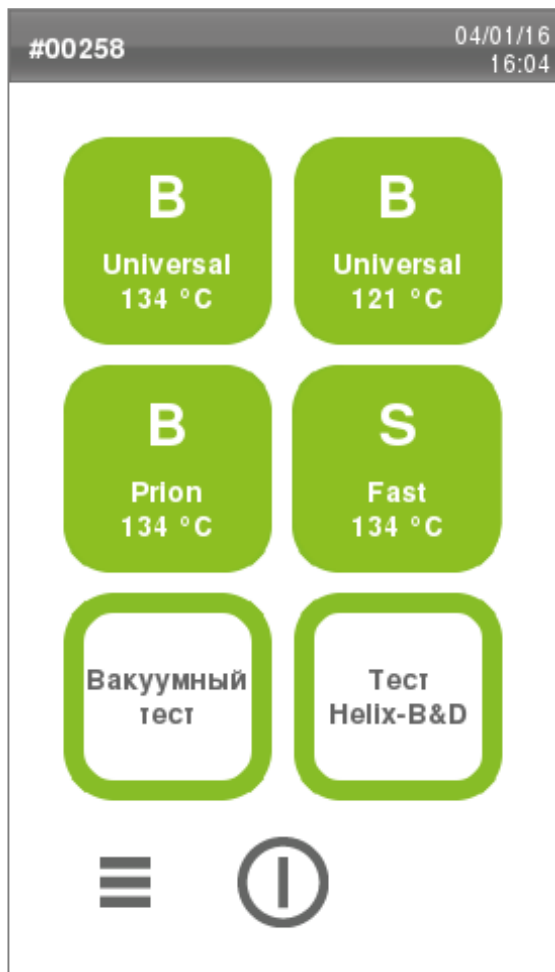 #00258
04/01/16
16:04
B
Universal
134 °C
B
Universal
121 °C
B
Prion
134 °C
S
Fast
134 °C
Вакуумный
тест
Тест
Helix-B&D